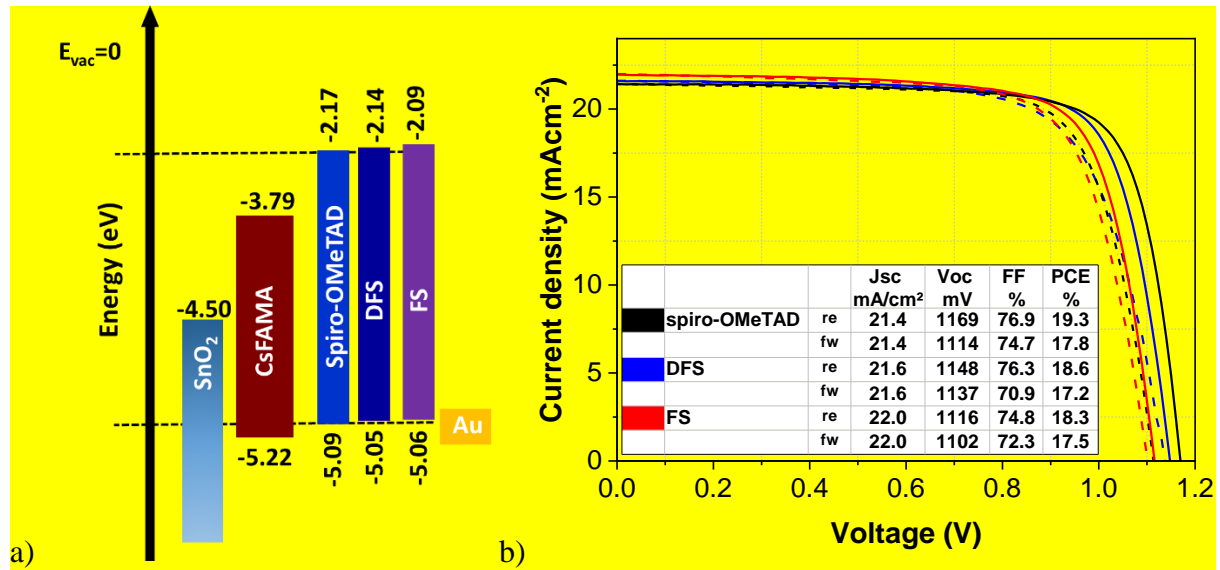 E_vac=0
Energy (eV)
-4.50
SnO₂
-3.79
CsFAMA
-5.22
-2.17
Spiro-OMeTAD
-5.09
-2.14
DFS
-5.05
-2.09
FS
-5.06
Au
a)
Current density (mAcm⁻²)
20
15
10
5
0
0.0 0.2 0.4 0.6 0.8 1.0 1.2
Voltage (V)
Jsc Voc FF PCE
mA/cm² mV % %
spiro-OMeTAD re 21.4 1169 76.9 19.3
fw 21.4 1114 74.7 17.8
DFS re 21.6 1148 76.3 18.6
fw 21.6 1137 70.9 17.2
FS re 22.0 1116 74.8 18.3
fw 22.0 1102 72.3 17.5
b)